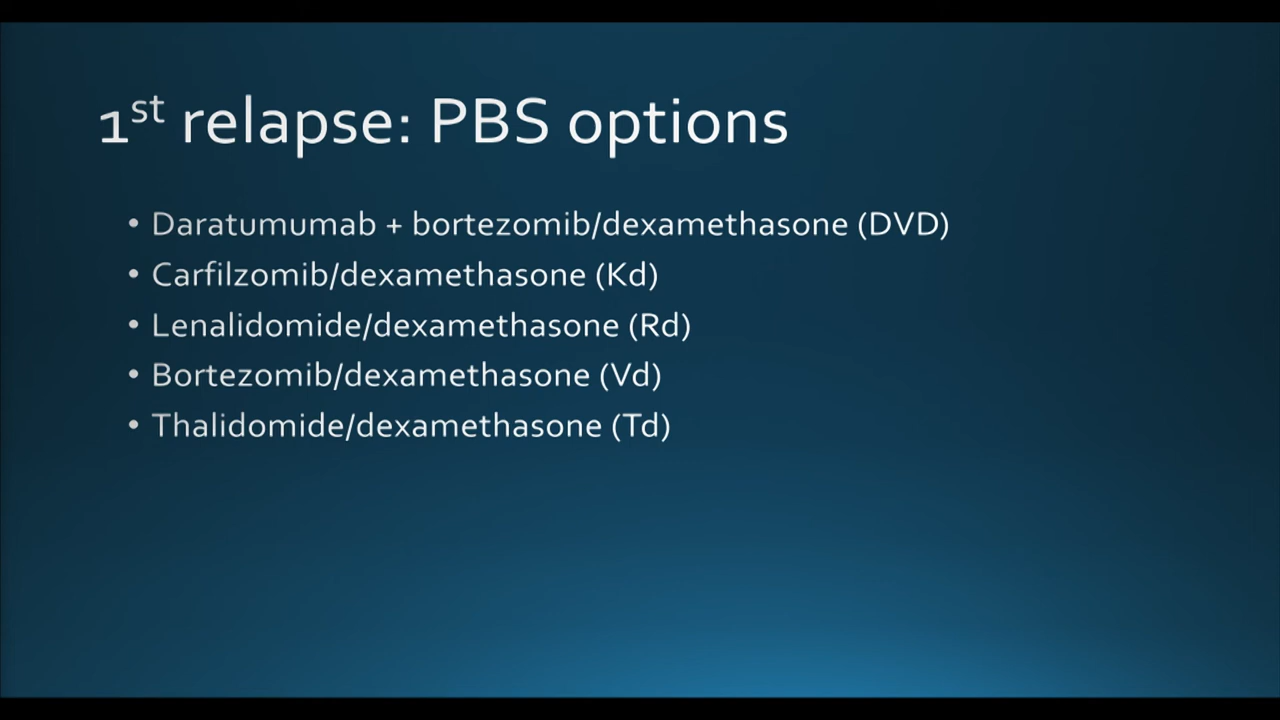 1st relapse: PBS options
• Daratumumab + bortezomib/dexamethasone (DVD)
• Carfilzomib/dexamethasone (Kd)
• Lenalidomide/dexamethasone (Rd)
• Bortezomib/dexamethasone (Vd)
• Thalidomide/dexamethasone (Td)